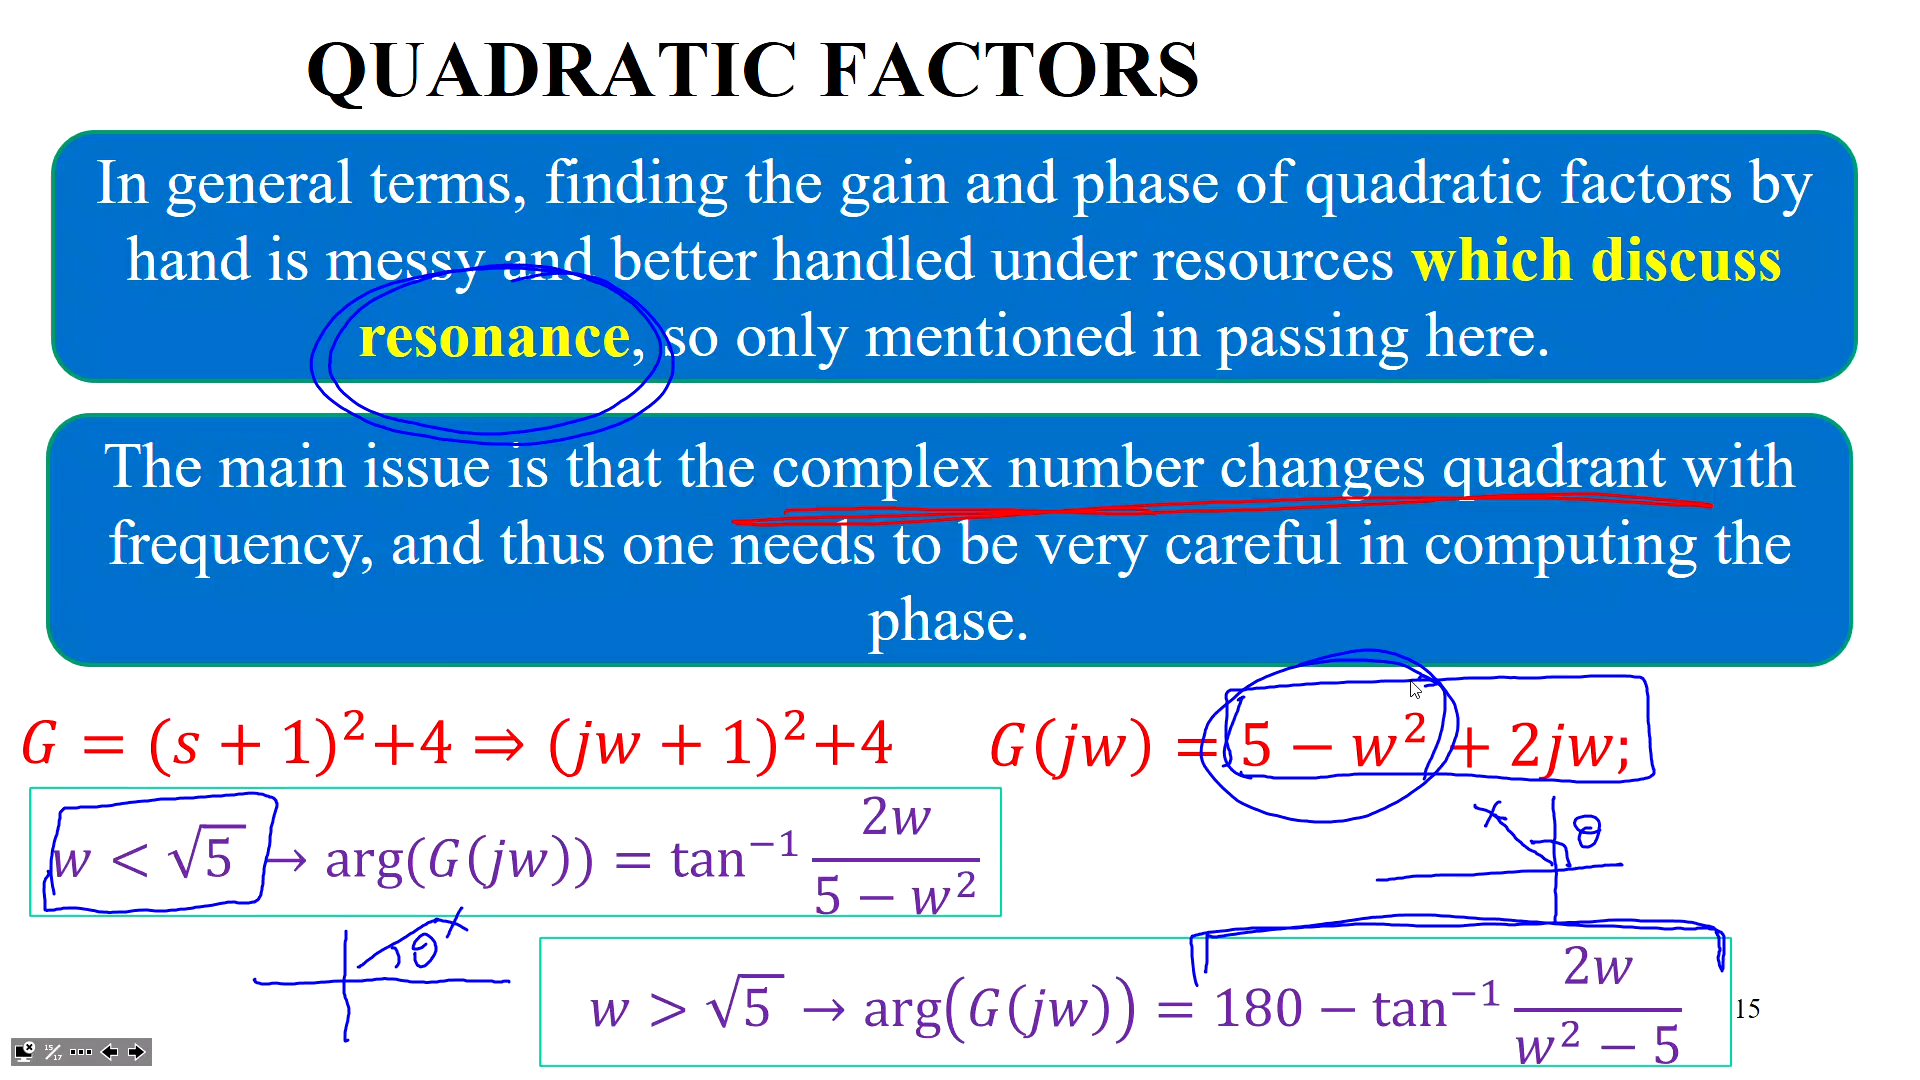 QUADRATIC FACTORS
In general terms, finding the gain and phase of quadratic factors by
hand is messy and better handled under resources which discuss
resonance, so only mentioned in passing here.
The main issue is that the complex number changes quadrant with
frequency, and thus one needs to be very careful in computing the
phase.
G = (s + 1)²+4 ⇒ (jw + 1)²+4
G(jw) = 5 − w² + 2jw;
w < √5 → arg(G(jw)) = tan⁻¹ 2w / (5 − w²)
x θ
θ x
w > √5 → arg(G(jw)) = 180 − tan⁻¹ 2w / (w² − 5)
15
15/17